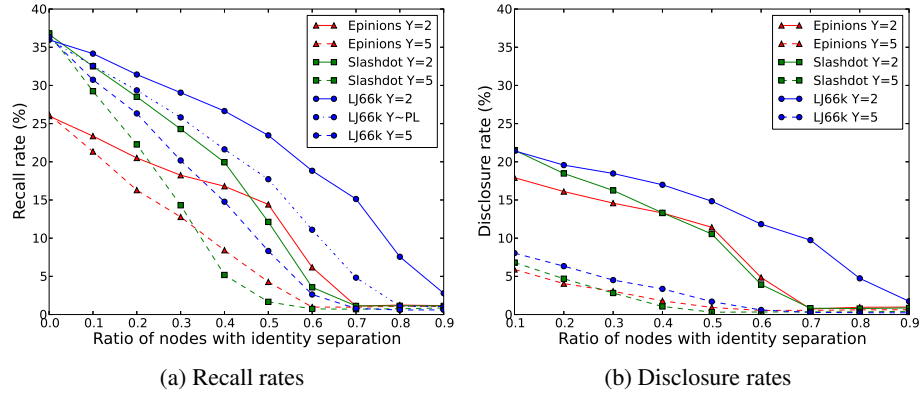 40
35
30
25
20
15
10
5
0
Recall rate (%)
Epinions Y=2
Epinions Y=5
Slashdot Y=2
Slashdot Y=5
LJ66k Y=2
LJ66k Y~PL
LJ66k Y=5
0.0 0.1 0.2 0.3 0.4 0.5 0.6 0.7 0.8 0.9
Ratio of nodes with identity separation
(a) Recall rates
40
35
30
25
20
15
10
5
0
Disclosure rate (%)
Epinions Y=2
Epinions Y=5
Slashdot Y=2
Slashdot Y=5
LJ66k Y=2
LJ66k Y=5
0.1 0.2 0.3 0.4 0.5 0.6 0.7 0.8 0.9
Ratio of nodes with identity separation
(b) Disclosure rates